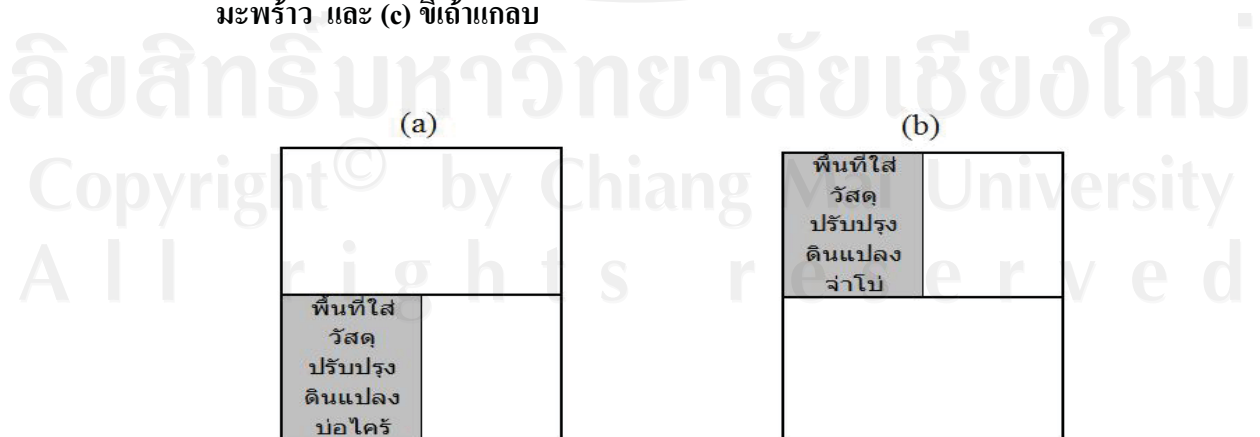 มะพร้าว และ (c) ขี้เถ้าแกลบ
ลิขสิทธิ์มหาวิทยาลัยเชียงใหม่
Copyright© by Chiang Mai University
All rights reserved
(a)
พื้นที่ใส่
วัสดุ
ปรับปรุง
ดินแปลง
บ่อไคร้
(b)
พื้นที่ใส่
วัสดุ
ปรับปรุง
ดินแปลง
จ่าโบ่